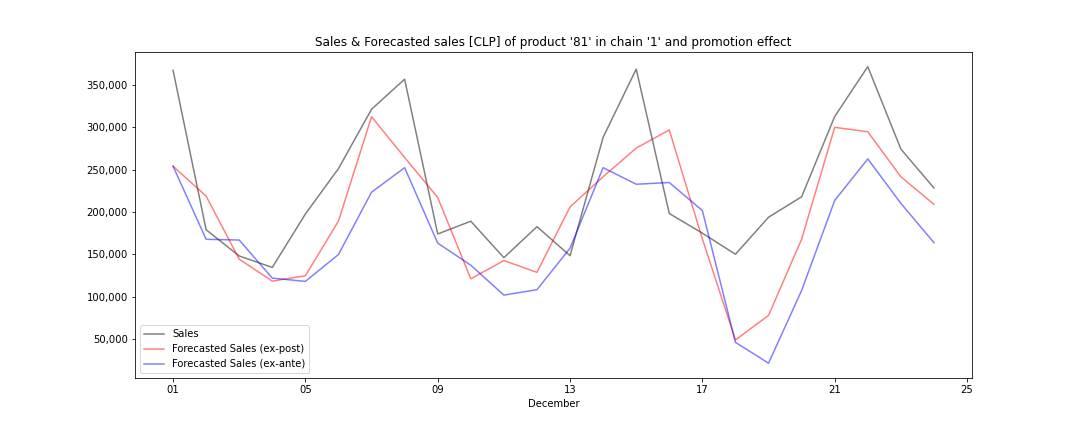 Sales & Forecasted sales [CLP] of product '81' in chain '1' and promotion effect
350,000
300,000
250,000
200,000
150,000
100,000
50,000
Sales
Forecasted Sales (ex-post)
Forecasted Sales (ex-ante)
01 05 09 13 17 21 25
December